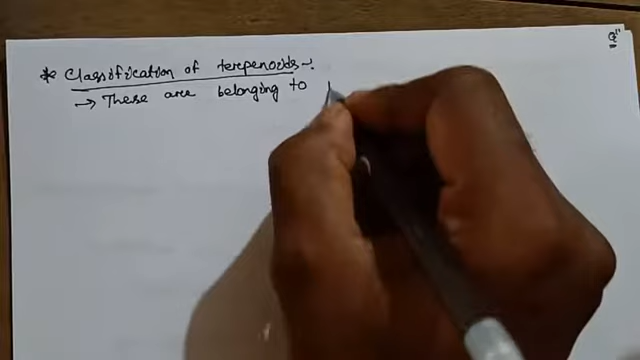 * Classification of terpenoids :-
→ These are belonging to